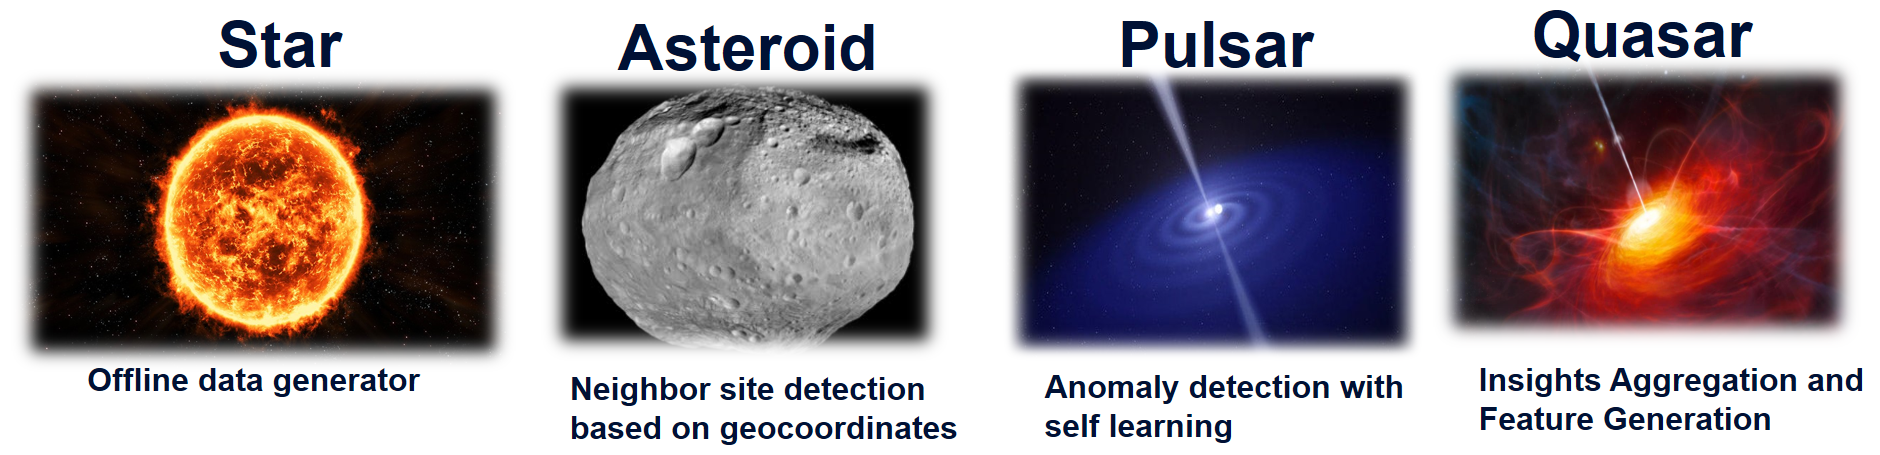 Star
Asteroid
Pulsar
Quasar
Offline data generator
Neighbor site detection
based on geocoordinates
Anomaly detection with
self learning
Insights Aggregation and
Feature Generation